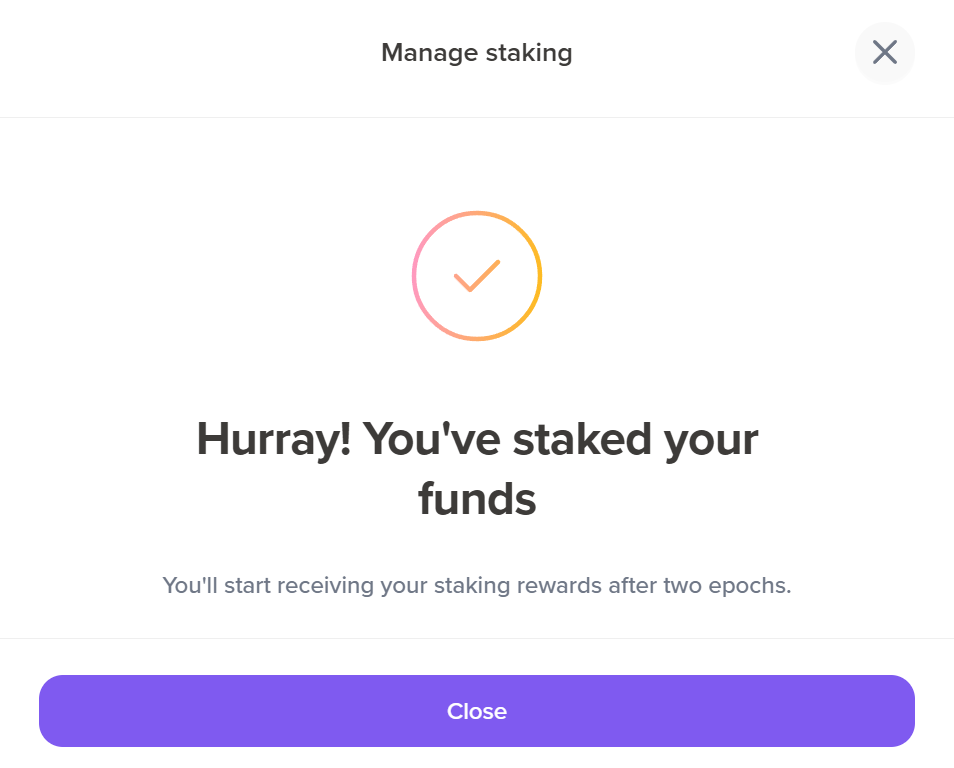 Manage staking
Hurray! You've staked your
funds
You'll start receiving your staking rewards after two epochs.
Close